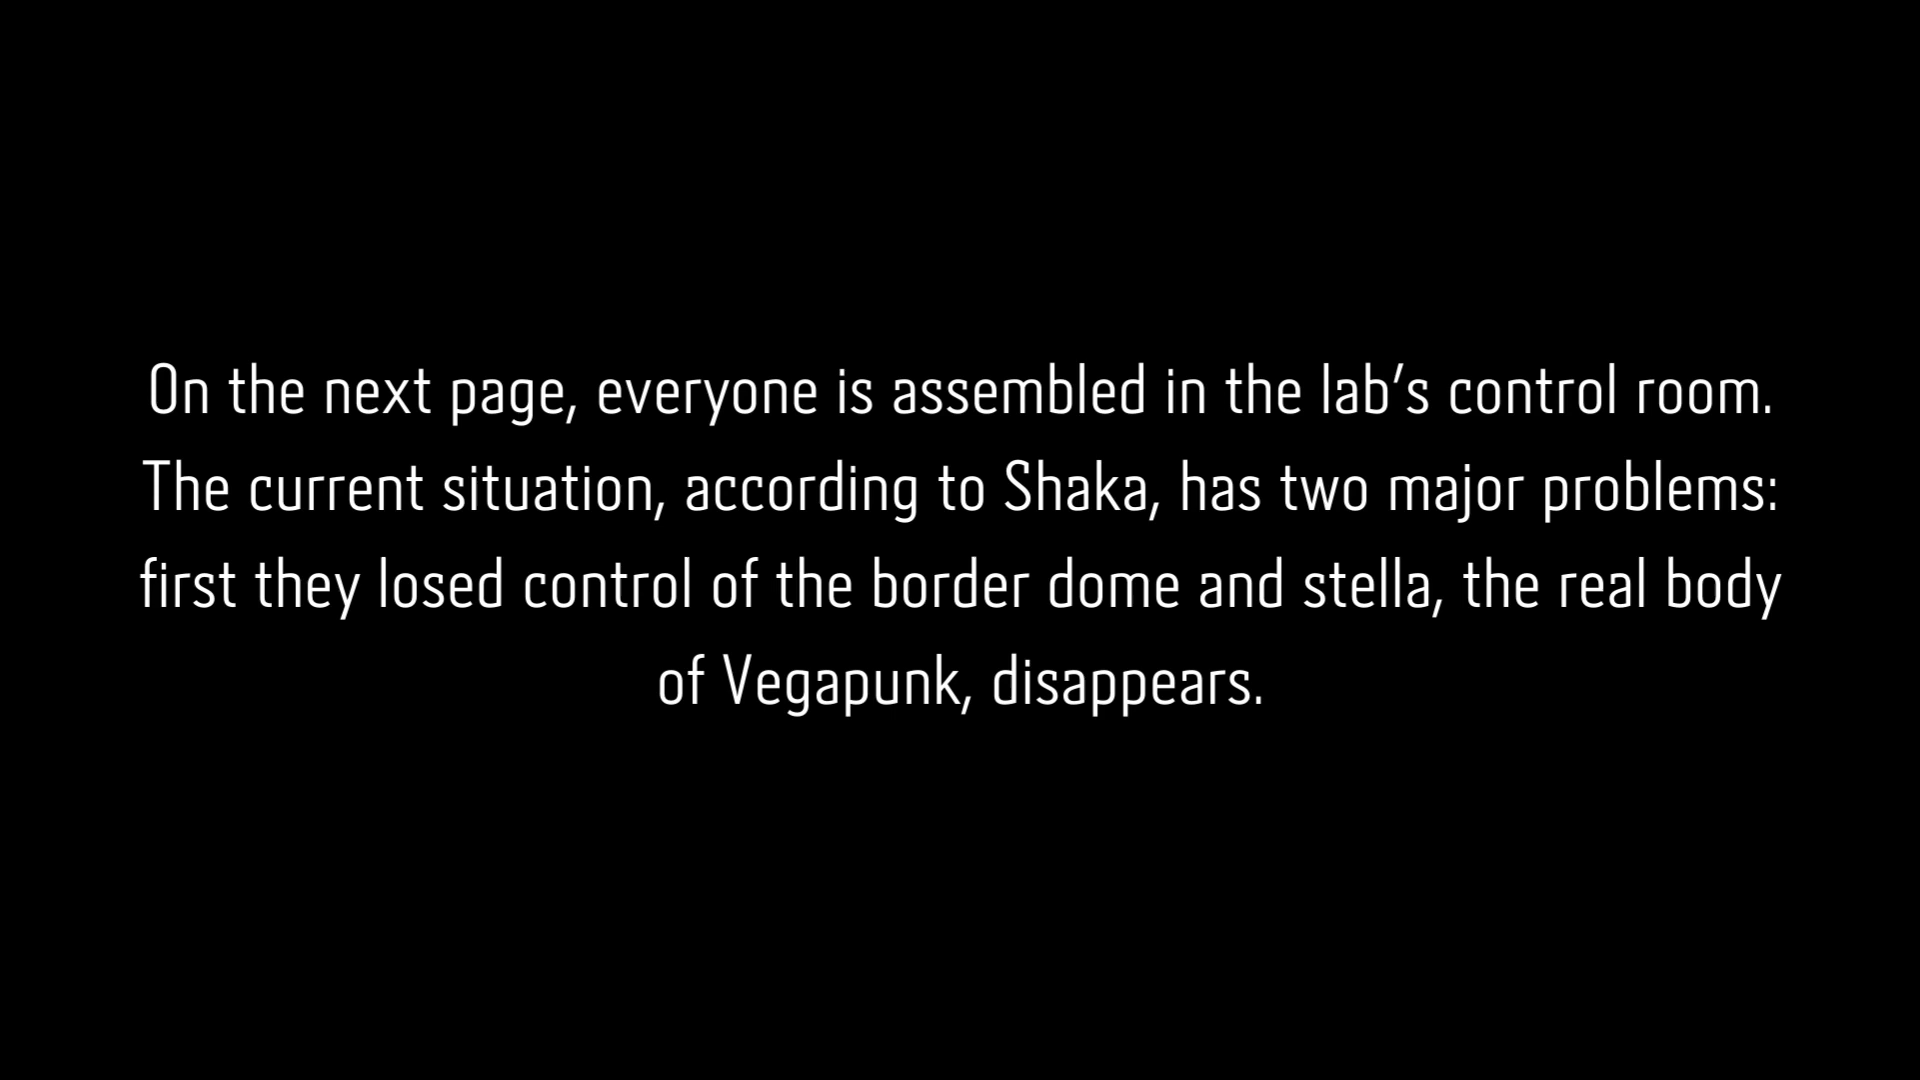 On the next page, everyone is assembled in the lab’s control room.
The current situation, according to Shaka, has two major problems:
first they losed control of the border dome and stella, the real body
of Vegapunk, disappears.